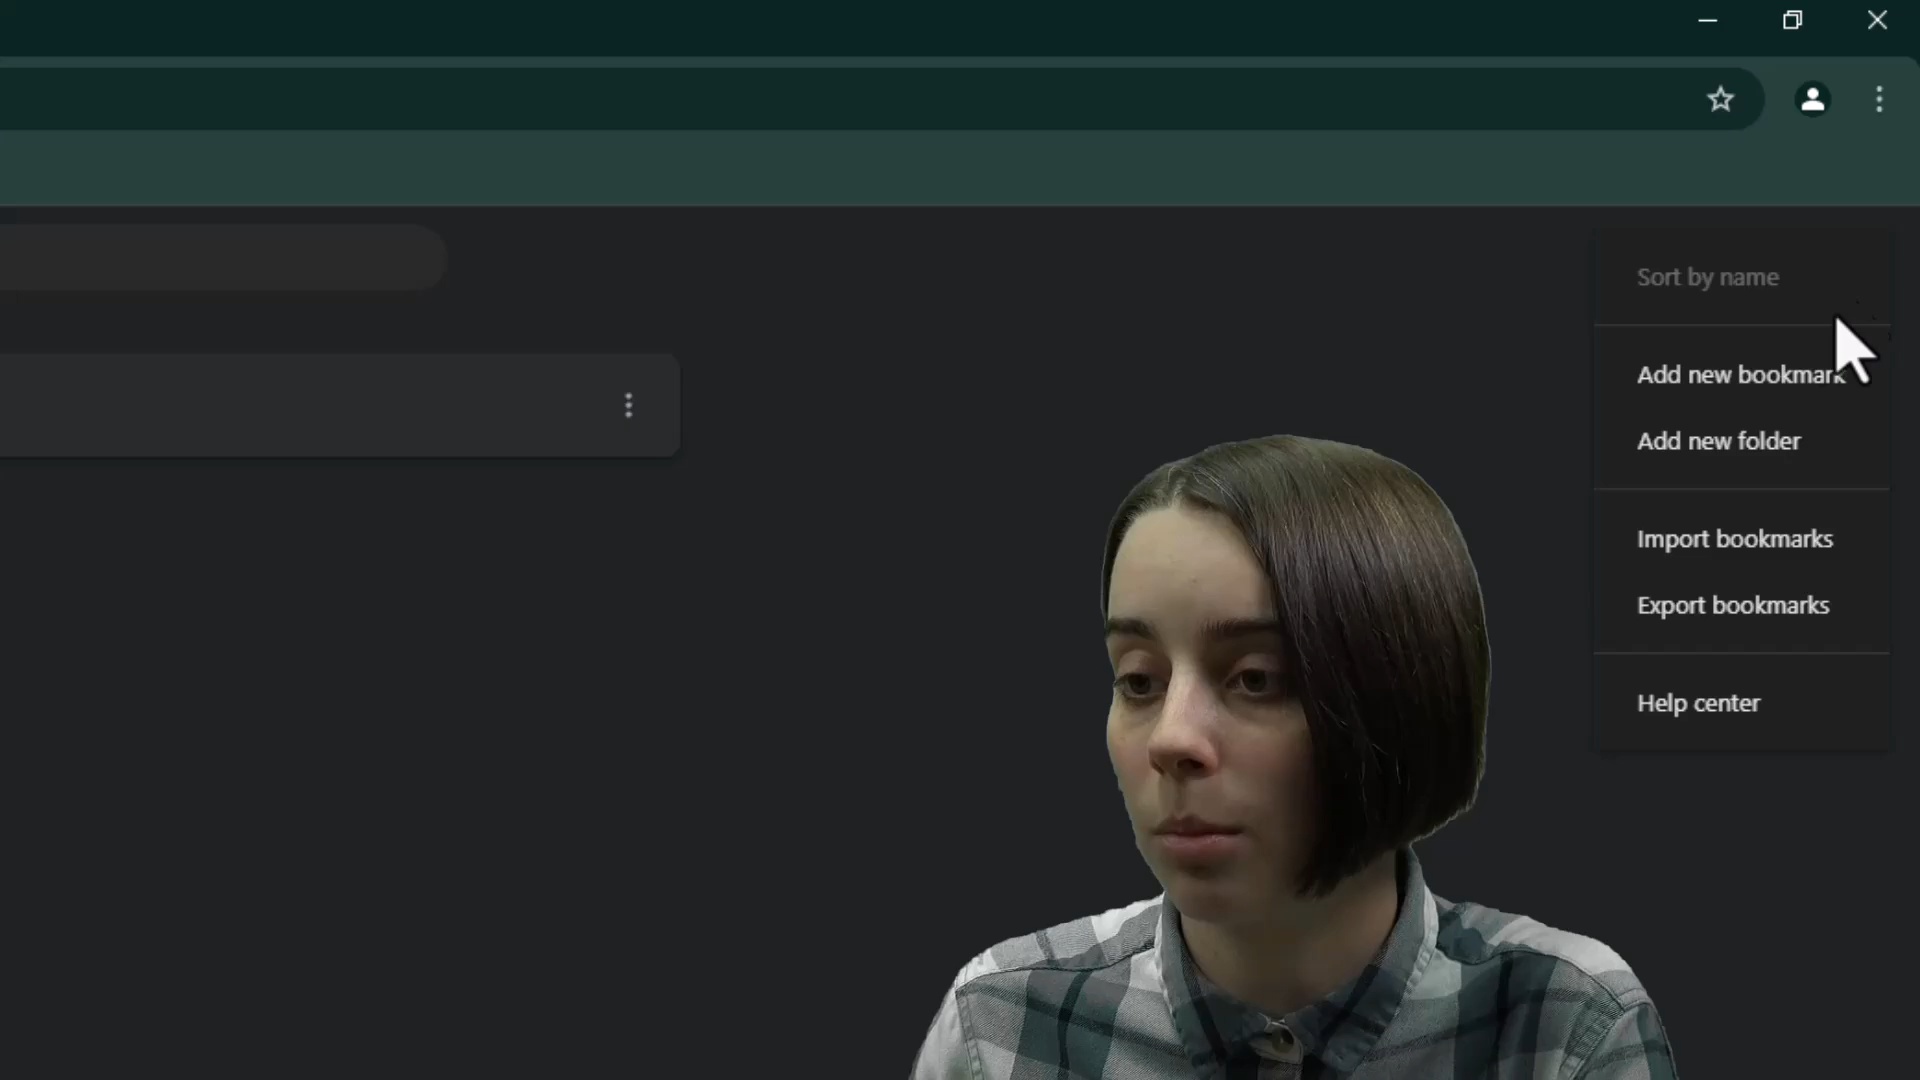 Sort by name
Add new bookmark
Add new folder
Import bookmarks
Export bookmarks
Help center